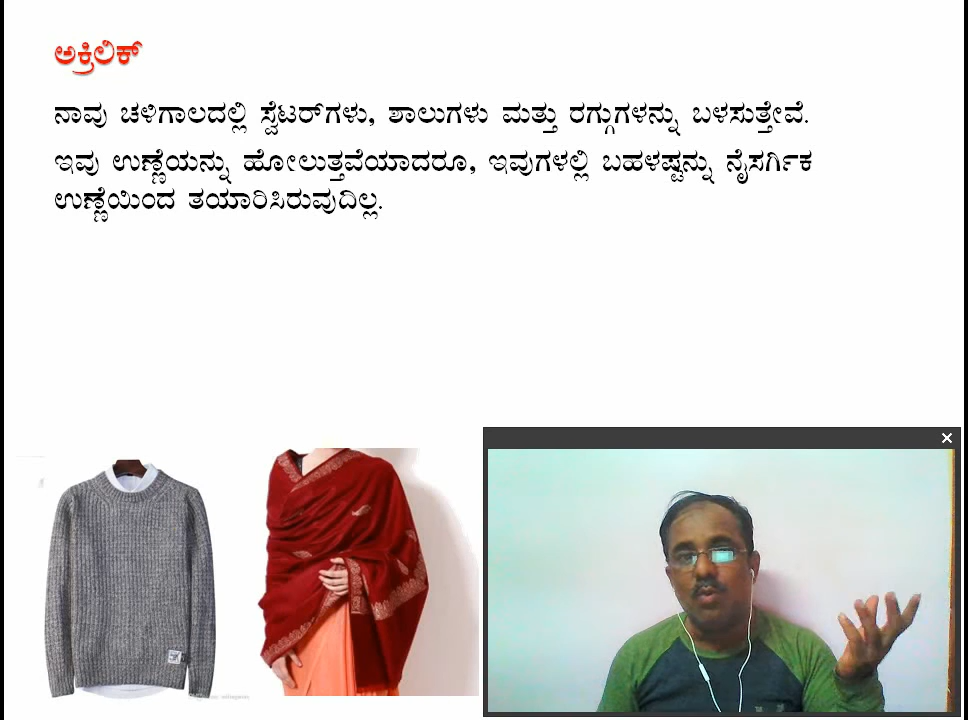 ಅಕ್ರಿಲಿಕ್
ನಾವು ಚಳಿಗಾಲದಲ್ಲಿ ಸ್ವೆಟರ್‌ಗಳು, ಶಾಲುಗಳು ಮತ್ತು ರಗ್ಗುಗಳನ್ನು ಬಳಸುತ್ತೇವೆ.
ಇವು ಉಣ್ಣೆಯನ್ನು ಹೋಲುತ್ತವೆಯಾದರೂ, ಇವುಗಳಲ್ಲಿ ಬಹಳಷ್ಟನ್ನು ನೈಸರ್ಗಿಕ
ಉಣ್ಣೆಯಿಂದ ತಯಾರಿಸಿರುವುದಿಲ್ಲ.